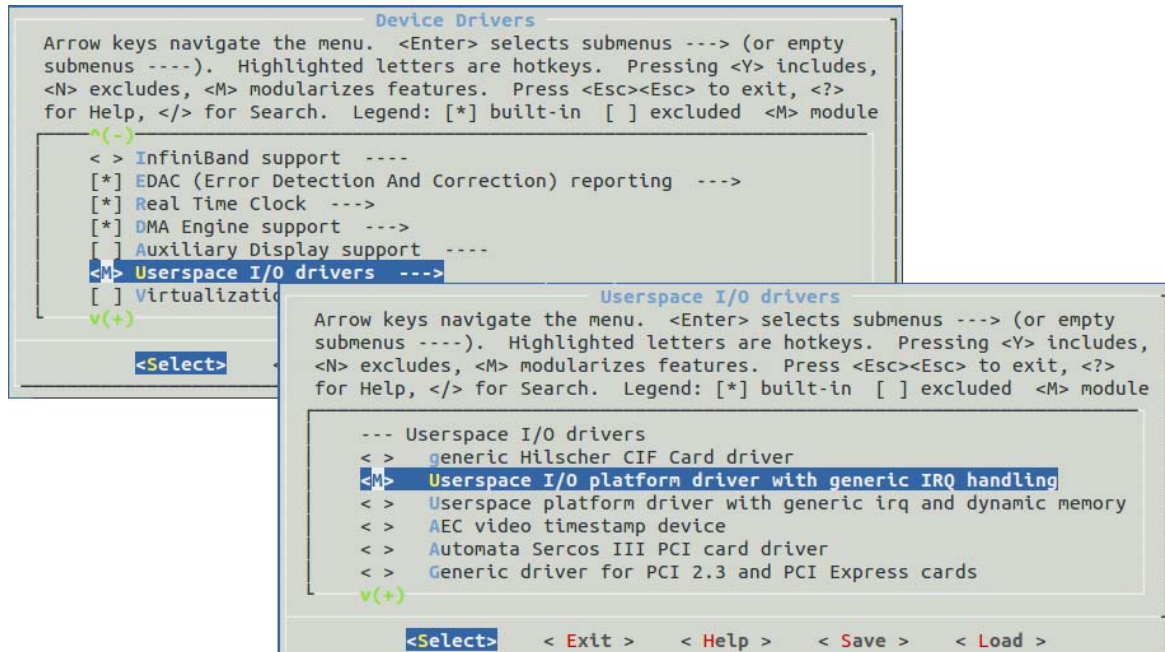 Device Drivers
Arrow keys navigate the menu.  <Enter> selects submenus ---> (or empty
submenus ----).  Highlighted letters are hotkeys.  Pressing <Y> includes,
<N> excludes, <M> modularizes features.  Press <Esc><Esc> to exit, <?>
for Help, </> for Search.  Legend: [*] built-in  [ ] excluded  <M> module
^(-)
< > InfiniBand support  ----
[*] EDAC (Error Detection And Correction) reporting  --->
[*] Real Time Clock  --->
[*] DMA Engine support  --->
[ ] Auxiliary Display support  ----
<M> Userspace I/O drivers  --->
[ ] Virtualizatio
v(+)
<Select>    <
Userspace I/O drivers
Arrow keys navigate the menu.  <Enter> selects submenus ---> (or empty
submenus ----).  Highlighted letters are hotkeys.  Pressing <Y> includes,
<N> excludes, <M> modularizes features.  Press <Esc><Esc> to exit, <?>
for Help, </> for Search.  Legend: [*] built-in  [ ] excluded  <M> module
--- Userspace I/O drivers
< >   generic Hilscher CIF Card driver
<M>   Userspace I/O platform driver with generic IRQ handling
< >   Userspace platform driver with generic irq and dynamic memory
< >   AEC video timestamp device
< >   Automata Sercos III PCI card driver
< >   Generic driver for PCI 2.3 and PCI Express cards
v(+)
<Select>    < Exit >    < Help >    < Save >    < Load >